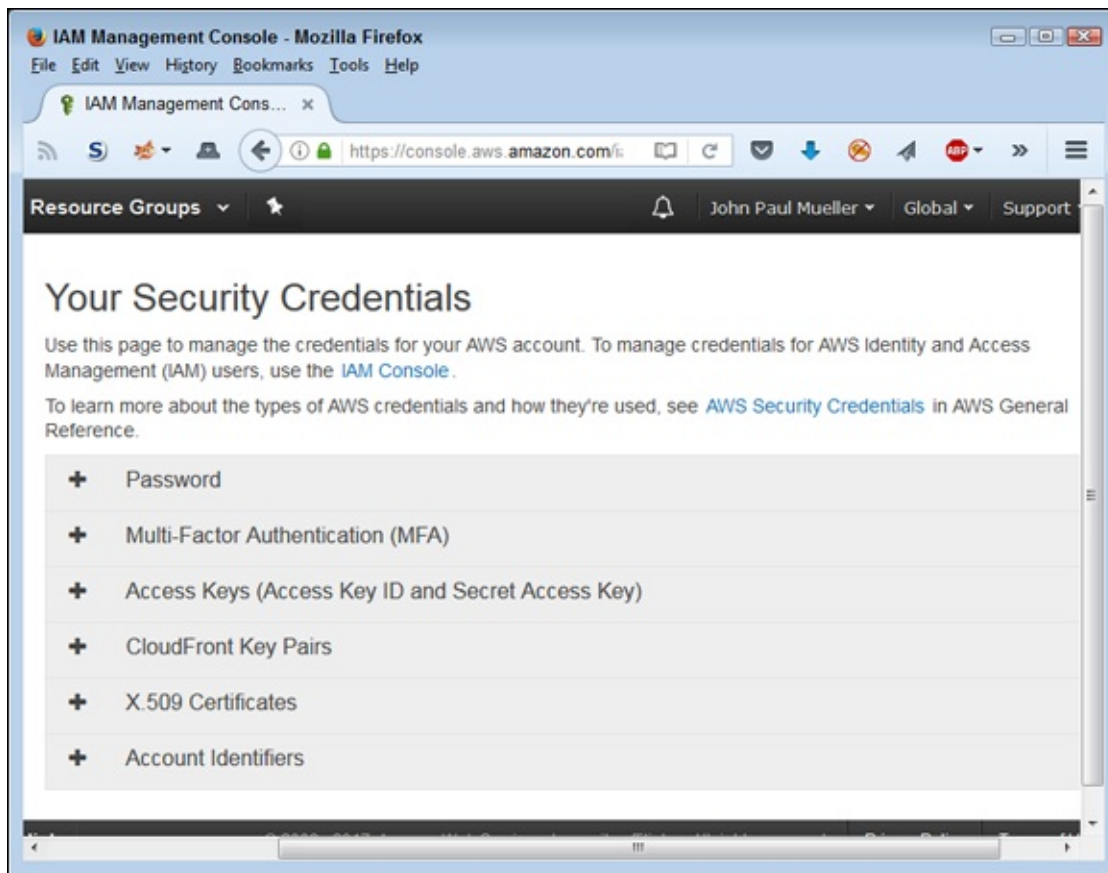 IAM Management Console - Mozilla Firefox
File Edit View History Bookmarks Tools Help
IAM Management Cons... ×
S https://console.aws.amazon.com/i ABP »
Resource Groups John Paul Mueller Global Support
Your Security Credentials
Use this page to manage the credentials for your AWS account. To manage credentials for AWS Identity and Access
Management (IAM) users, use the IAM Console.
To learn more about the types of AWS credentials and how they're used, see AWS Security Credentials in AWS General
Reference.
+ Password
+ Multi-Factor Authentication (MFA)
+ Access Keys (Access Key ID and Secret Access Key)
+ CloudFront Key Pairs
+ X.509 Certificates
+ Account Identifiers